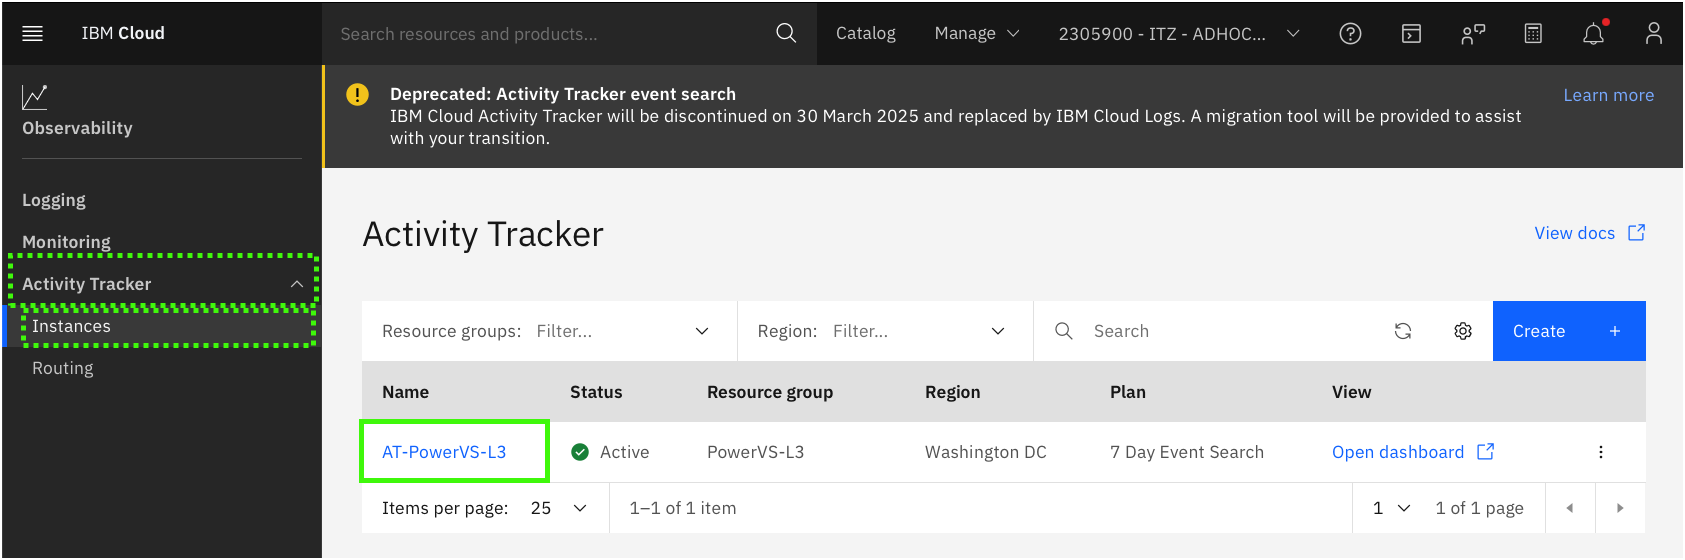 IBM Cloud
Search resources and products...
Catalog
Manage
2305900 - ITZ - ADHOC...
Observability
Logging
Monitoring
Activity Tracker
Instances
Routing
Deprecated: Activity Tracker event search
IBM Cloud Activity Tracker will be discontinued on 30 March 2025 and replaced by IBM Cloud Logs. A migration tool will be provided to assist
with your transition.
Learn more
Activity Tracker
View docs
Resource groups: Filter...
Region: Filter...
Search
Create +
Name Status Resource group Region Plan View
AT-PowerVS-L3 Active PowerVS-L3 Washington DC 7 Day Event Search Open dashboard
Items per page: 25 1–1 of 1 item 1 1 of 1 page